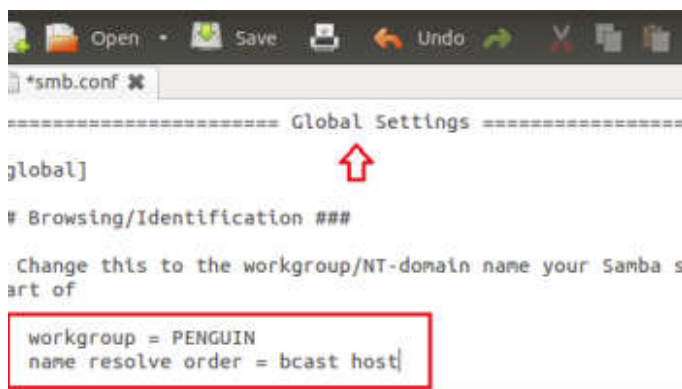 Open Save Undo
*smb.conf
======================= Global Settings =================
global]
# Browsing/Identification ###
Change this to the workgroup/NT-domain name your Samba s
art of
workgroup = PENGUIN
name resolve order = bcast host